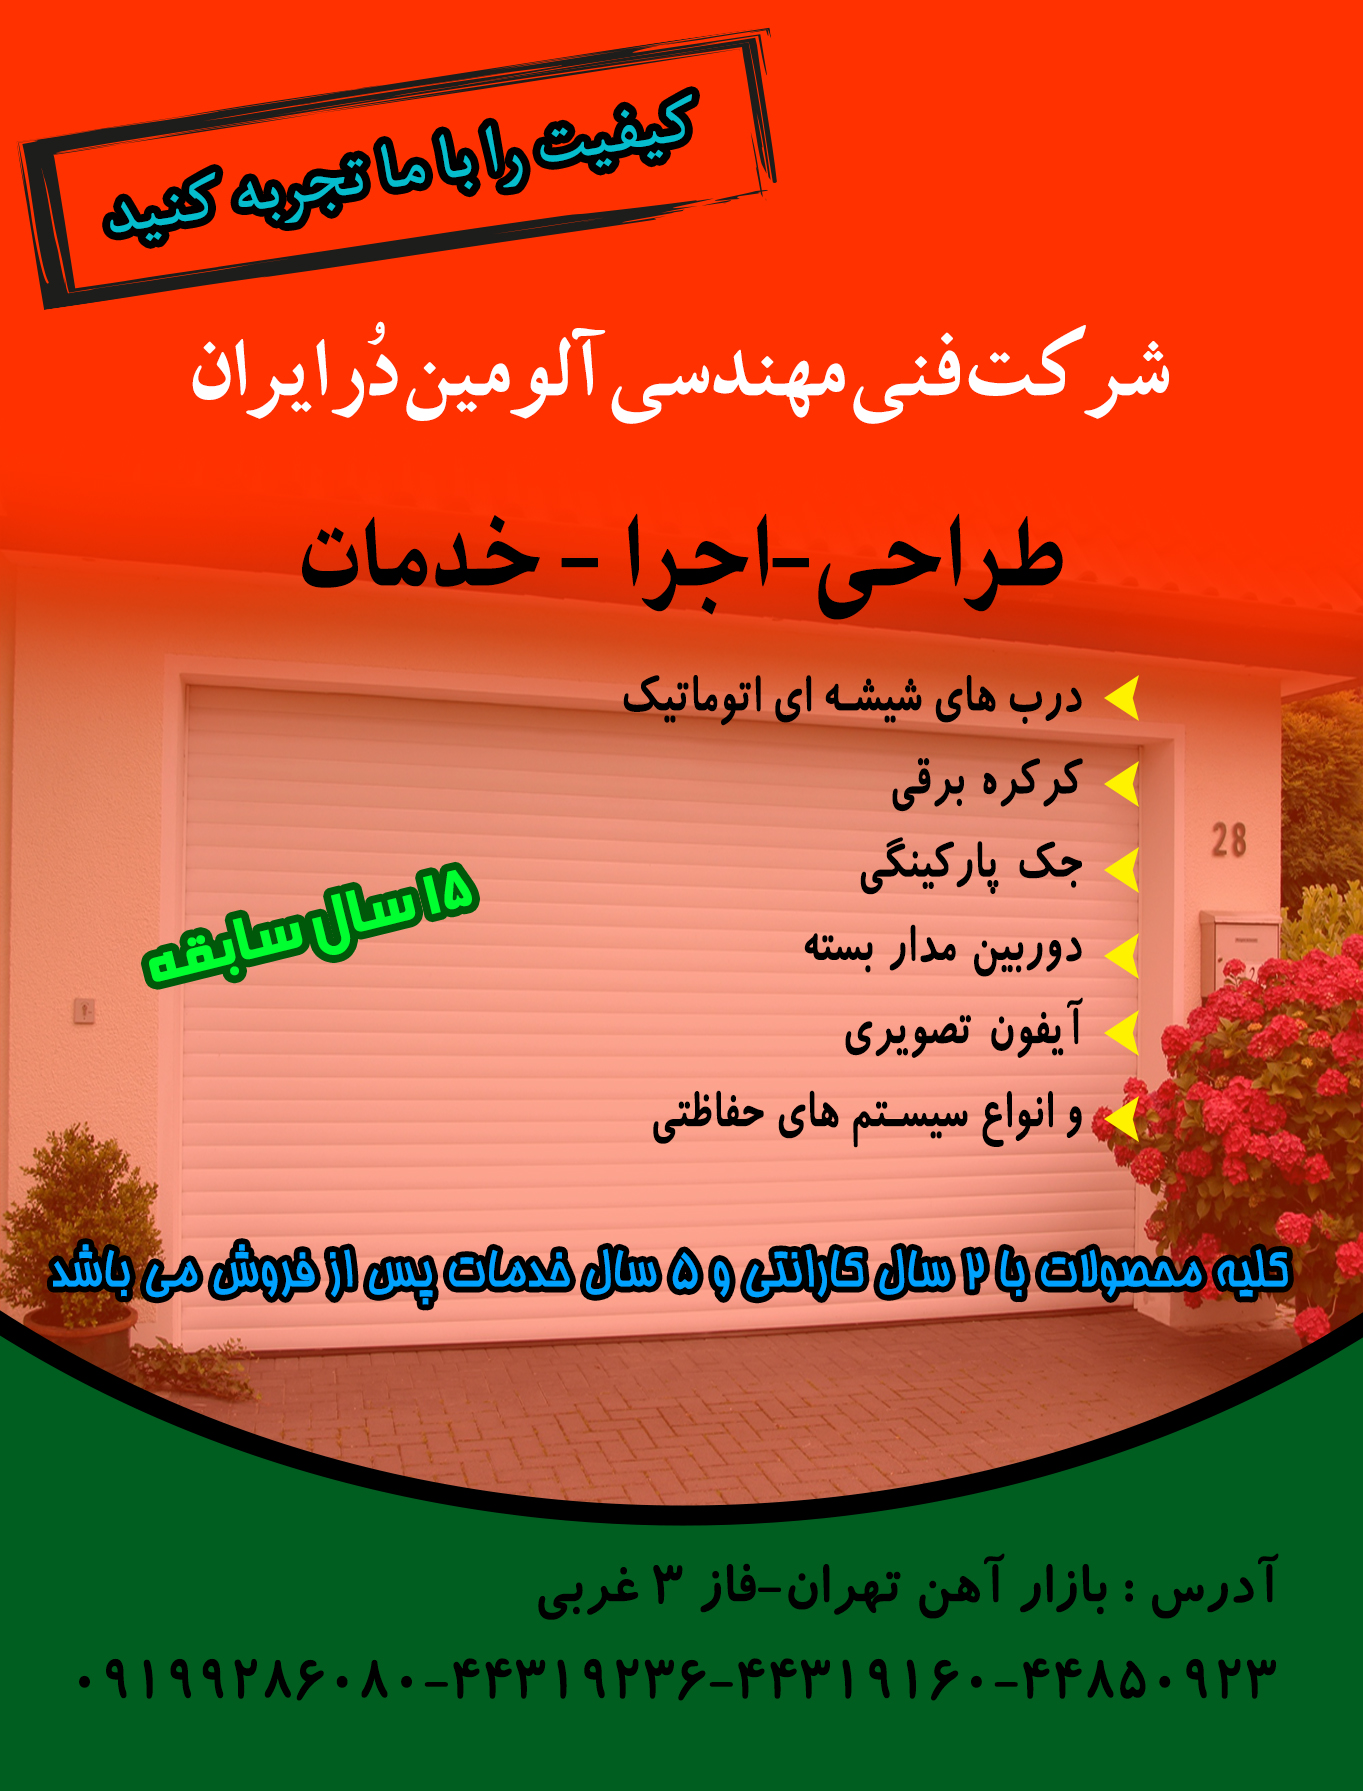 کیفیت را با ما تجربه کنید
شرکت فنی مهندسی آلومین دُر ایران
طراحی-اجرا - خدمات
درب های شیشه ای اتوماتیک
کرکره برقی
28
جک پارکینگی
۱۵ سال سابقه
دوربین مدار بسته
آیفون تصویری
و انواع سیستم های حفاظتی
کلیه محصولات با ۲ سال گارانتی و ۵ سال خدمات پس از فروش می باشد
آدرس : بازار آهن تهران-فاز ۳ غربی
۰۹۱۹۹۲۸۶۰۸۰-۴۴۳۱۹۲۳۶-۴۴۳۱۹۱۶۰-۴۴۸۵۰۹۲۳